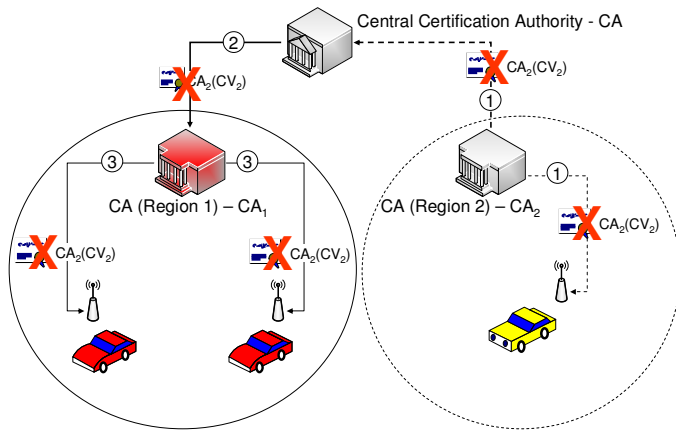 Central Certification Authority - CA
2
CA₂(CV₂)
CA₂(CV₂)
1
3
3
1
CA (Region 1) – CA₁
CA (Region 2) – CA₂
CA₂(CV₂)
CA₂(CV₂)
CA₂(CV₂)